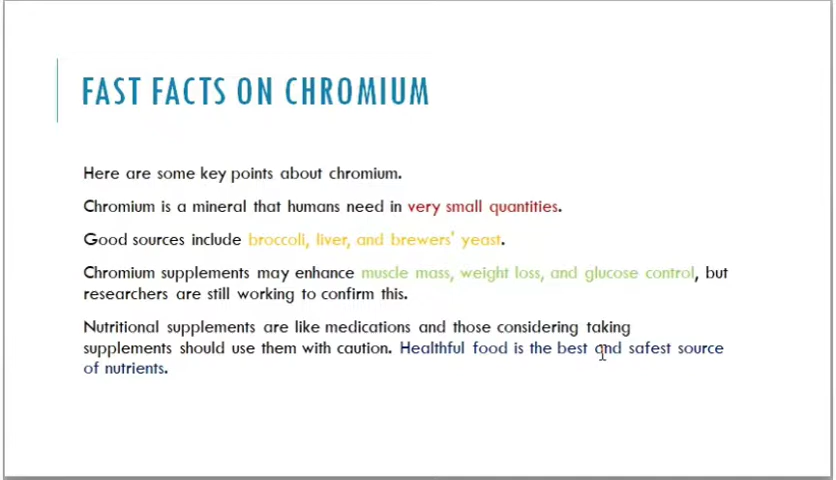 FAST FACTS ON CHROMIUM
Here are some key points about chromium.
Chromium is a mineral that humans need in very small quantities.
Good sources include broccoli, liver, and brewers' yeast.
Chromium supplements may enhance muscle mass, weight loss, and glucose control, but
researchers are still working to confirm this.
Nutritional supplements are like medications and those considering taking
supplements should use them with caution. Healthful food is the best and safest source
of nutrients.